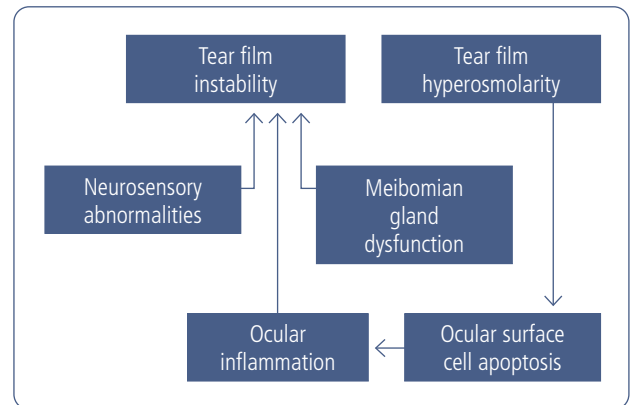 Tear film
instability
Tear film
hyperosmolarity
Neurosensory
abnormalities
Meibomian
gland
dysfunction
Ocular
inflammation
Ocular surface
cell apoptosis